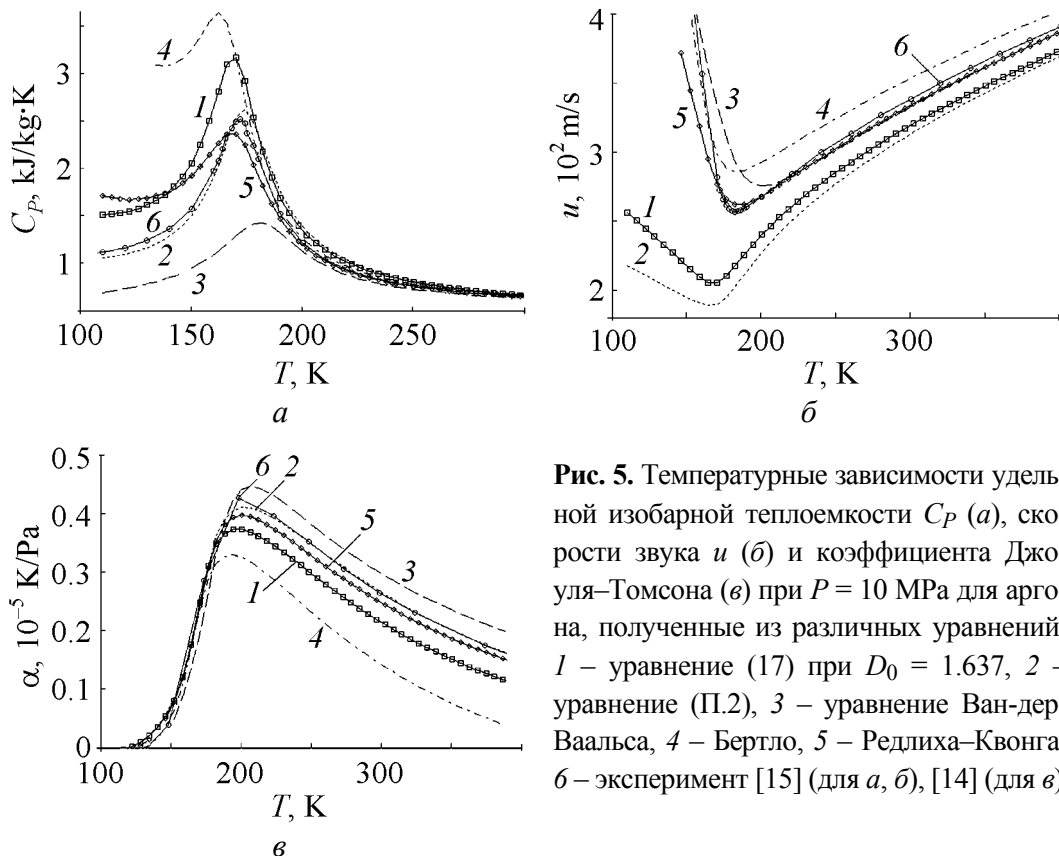 C_P, kJ/kg·K
3
2
1
100
150
200
250
T, K
а
1
2
3
4
5
6
u, 10² m/s
4
3
2
100
200
300
T, K
б
1
2
3
4
5
6
α, 10⁻⁵ K/Pa
0.5
0.4
0.3
0.2
0.1
0
100
200
300
T, K
в
1
2
3
4
5
6
Рис. 5. Температурные зависимости удель-
ной изобарной теплоемкости C_P (а), ско-
рости звука u (б) и коэффициента Джо-
уля–Томсона (в) при P = 10 MPa для арго-
на, полученные из различных уравнений
1 – уравнение (17) при D₀ = 1.637, 2 –
уравнение (П.2), 3 – уравнение Ван-дер
Ваальса, 4 – Бертло, 5 – Редлиха–Квонга
6 – эксперимент [15] (для а, б), [14] (для в)